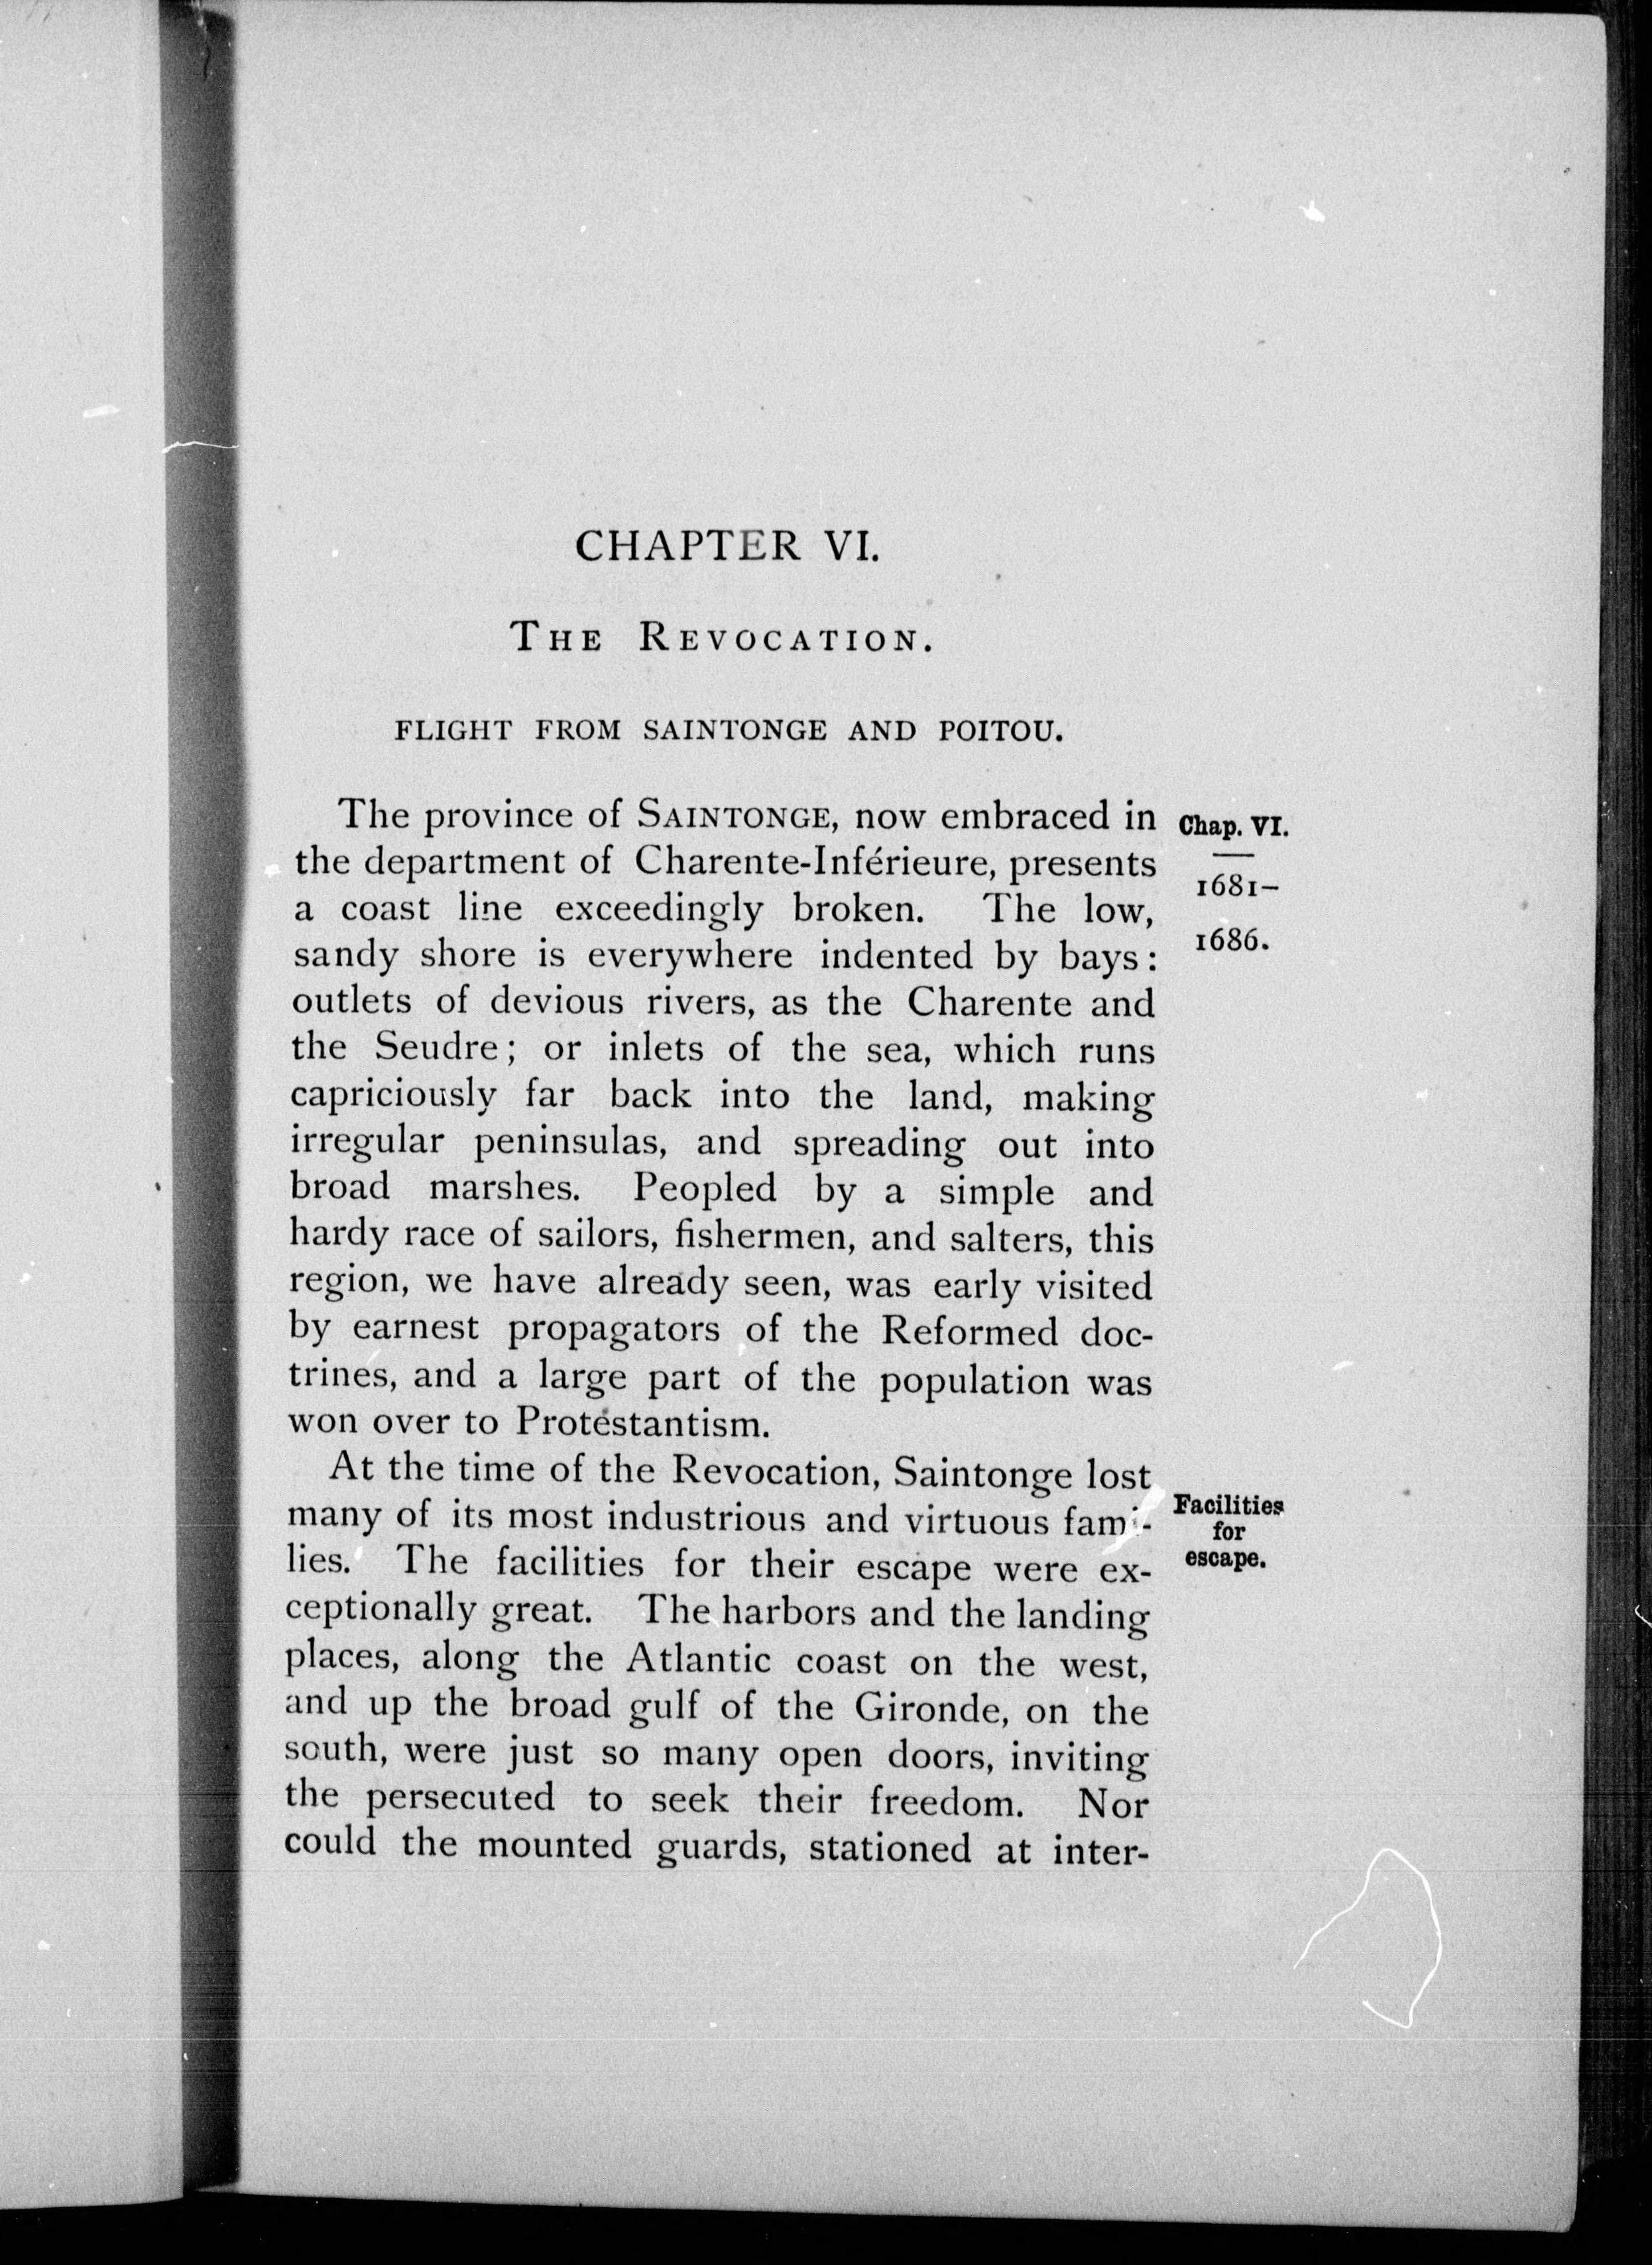 CHAPTER VI.
THE REVOCATION.
FLIGHT FROM SAINTONGE AND POITOU.
The province of SAINTONGE, now embraced in
the department of Charente-Inférieure, presents
a coast line exceedingly broken. The low,
sandy shore is everywhere indented by bays:
outlets of devious rivers, as the Charente and
the Seudre; or inlets of the sea, which runs
capriciously far back into the land, making
irregular peninsulas, and spreading out into
broad marshes. Peopled by a simple and
hardy race of sailors, fishermen, and salters, this
region, we have already seen, was early visited
by earnest propagators of the Reformed doc-
trines, and a large part of the population was
won over to Protestantism.
At the time of the Revocation, Saintonge lost
many of its most industrious and virtuous fami-
lies. The facilities for their escape were ex-
ceptionally great. The harbors and the landing
places, along the Atlantic coast on the west,
and up the broad gulf of the Gironde, on the
south, were just so many open doors, inviting
the persecuted to seek their freedom. Nor
could the mounted guards, stationed at inter-
Chap. VI.
1681–
1686.
Facilities
for
escape.